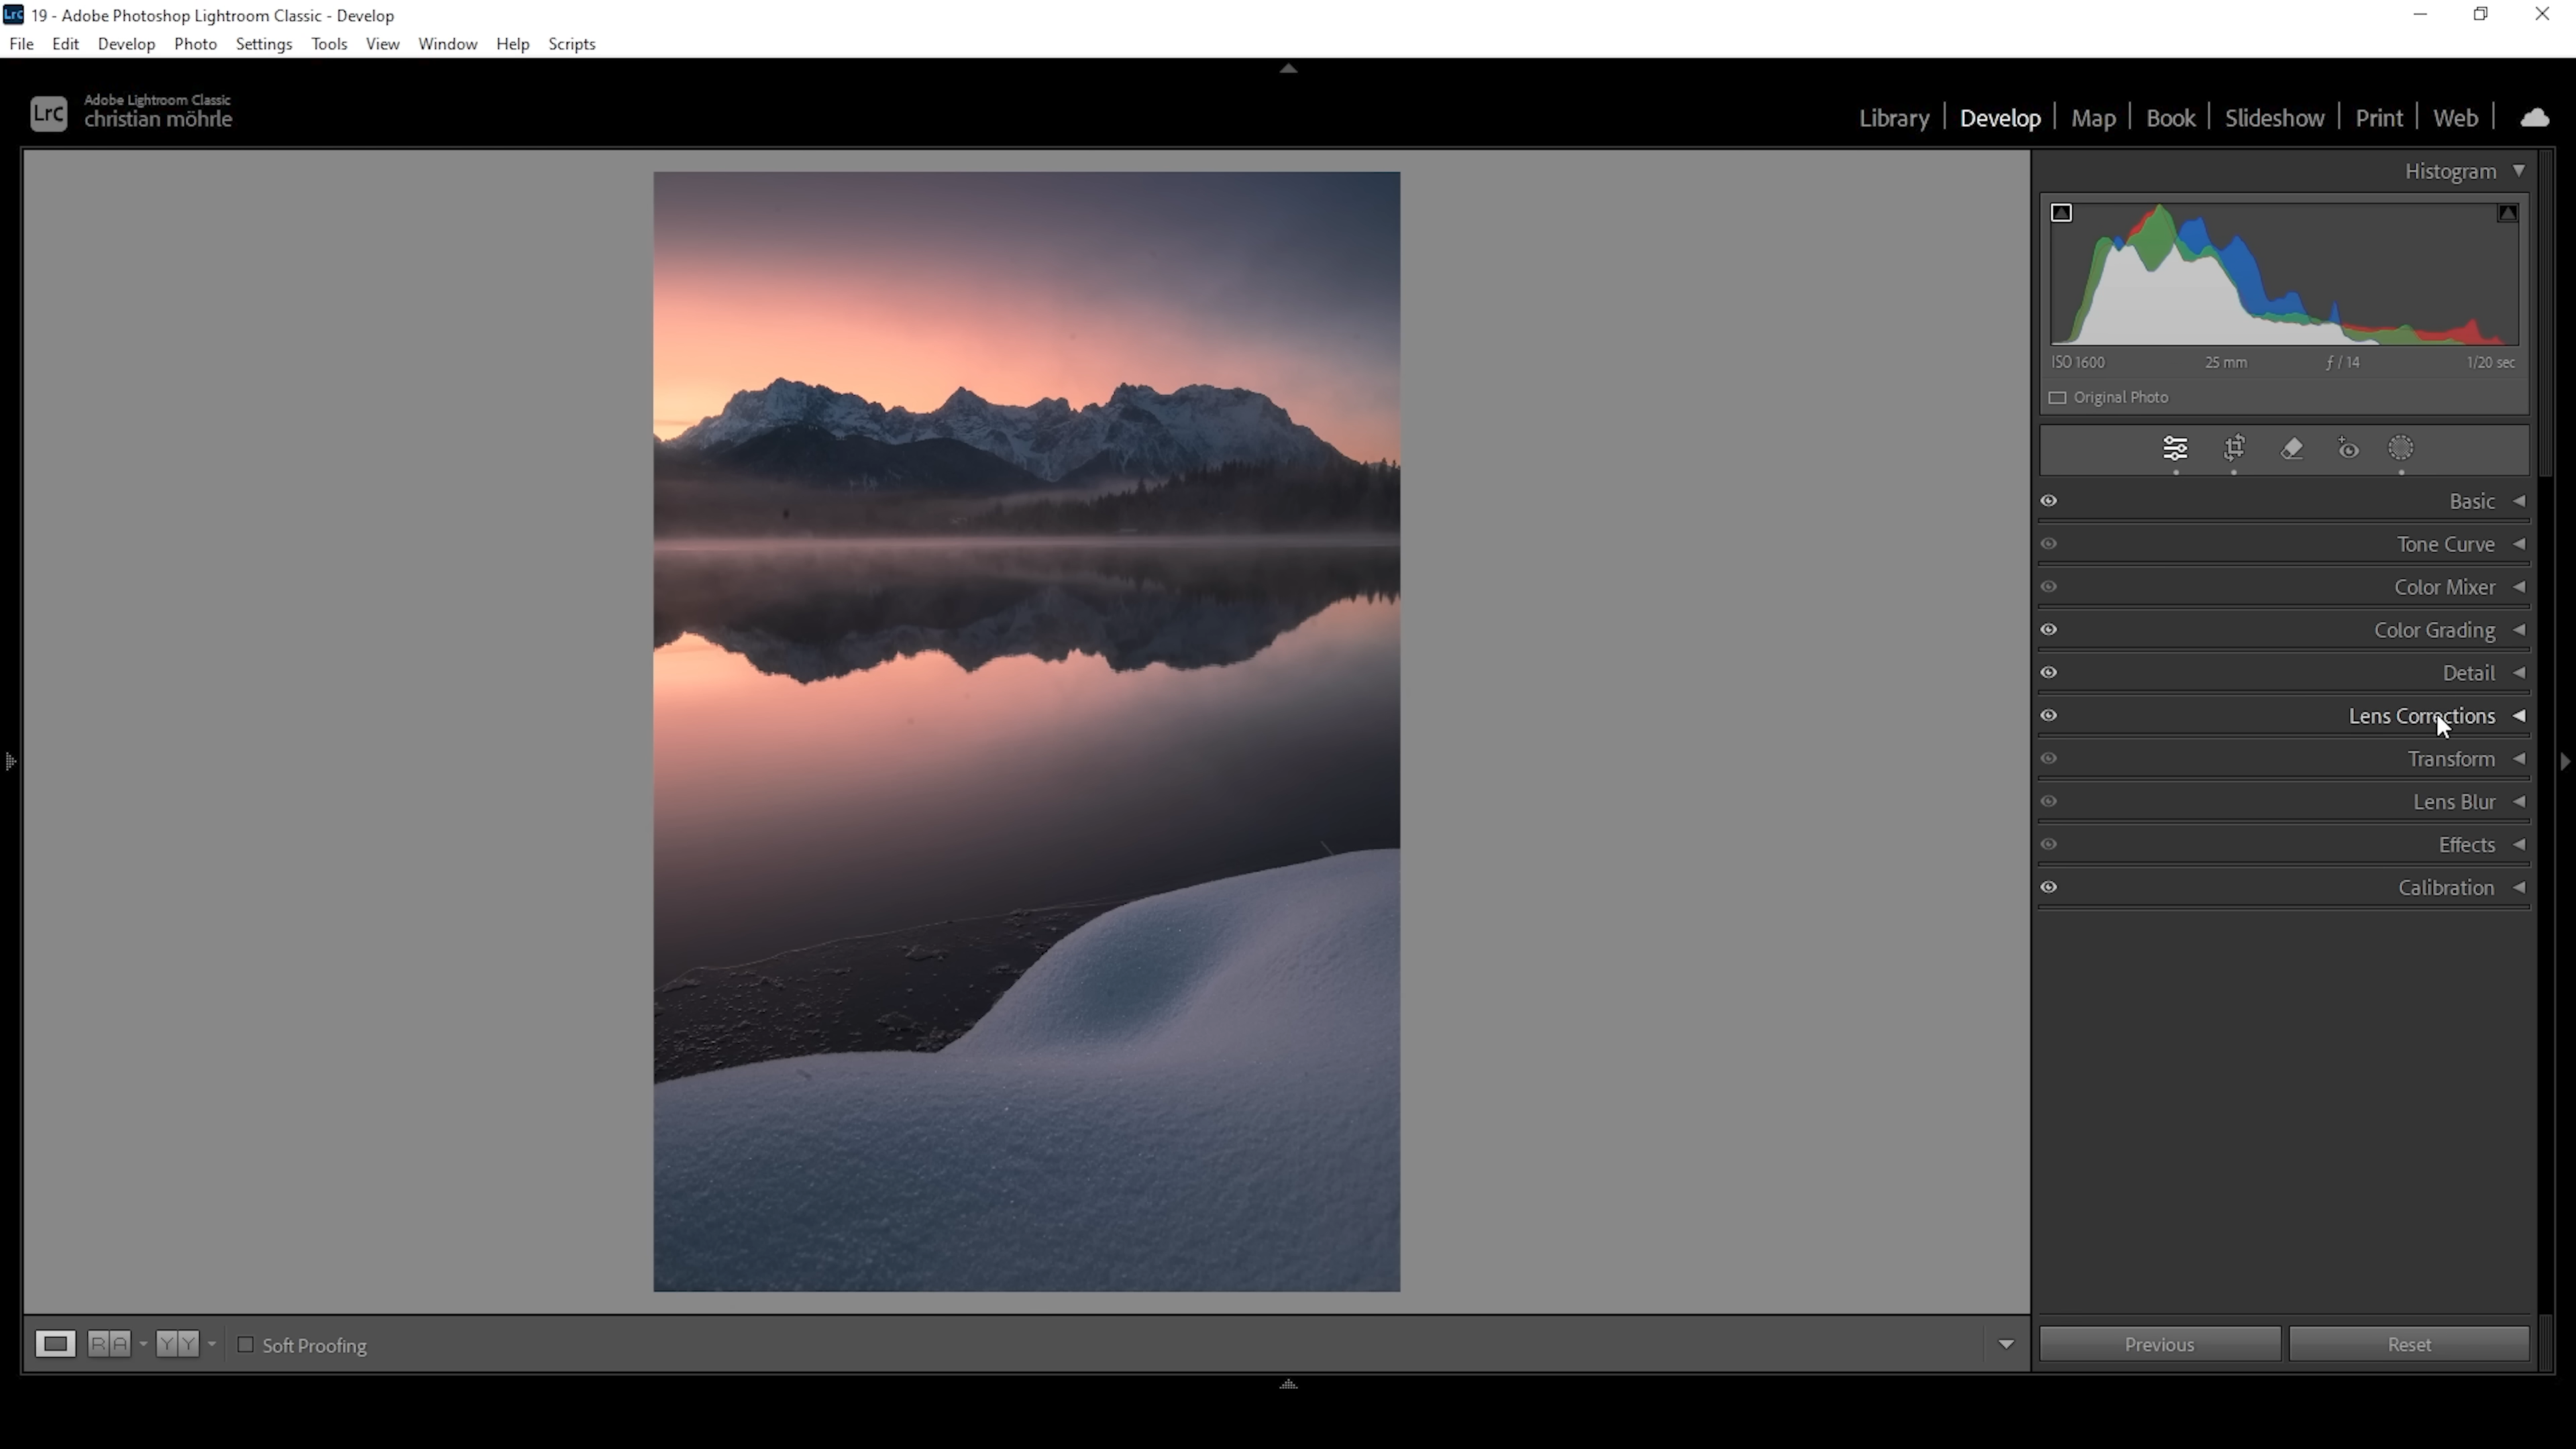 Lrc 19 - Adobe Photoshop Lightroom Classic - Develop
File Edit Develop Photo Settings Tools View Window Help Scripts
Lrc
Adobe Lightroom Classic
christian möhrle
Library | Develop | Map | Book | Slideshow | Print | Web |
Histogram
ISO 1600 25 mm ƒ / 14 1/20 sec
Original Photo
Basic
Tone Curve
Color Mixer
Color Grading
Detail
Lens Corrections
Transform
Lens Blur
Effects
Calibration
R A Y Y Soft Proofing
Previous Reset